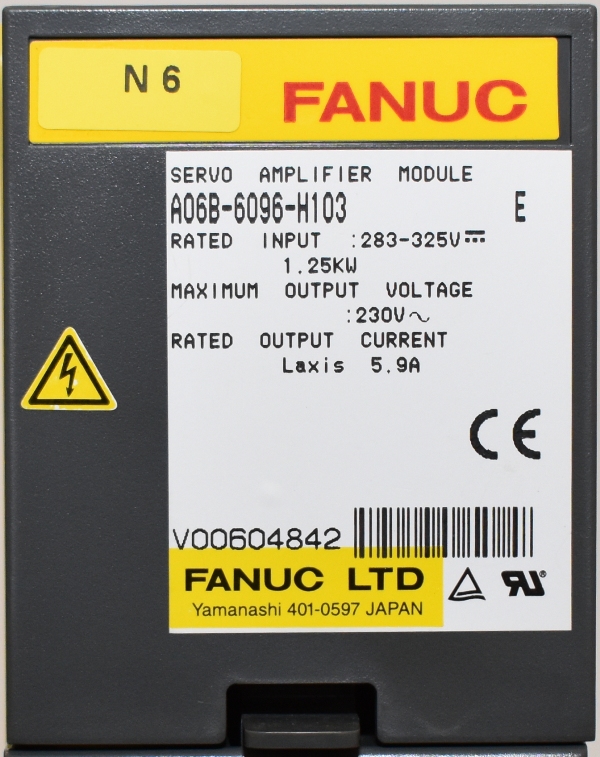 N 6
FANUC
SERVO AMPLIFIER MODULE
A06B-6096-H103 E
RATED INPUT :283-325V⎓
1.25KW
MAXIMUM OUTPUT VOLTAGE
:230V～
RATED OUTPUT CURRENT
Laxis 5.9A
CE
V00604842
FANUC LTD
Yamanashi 401-0597 JAPAN